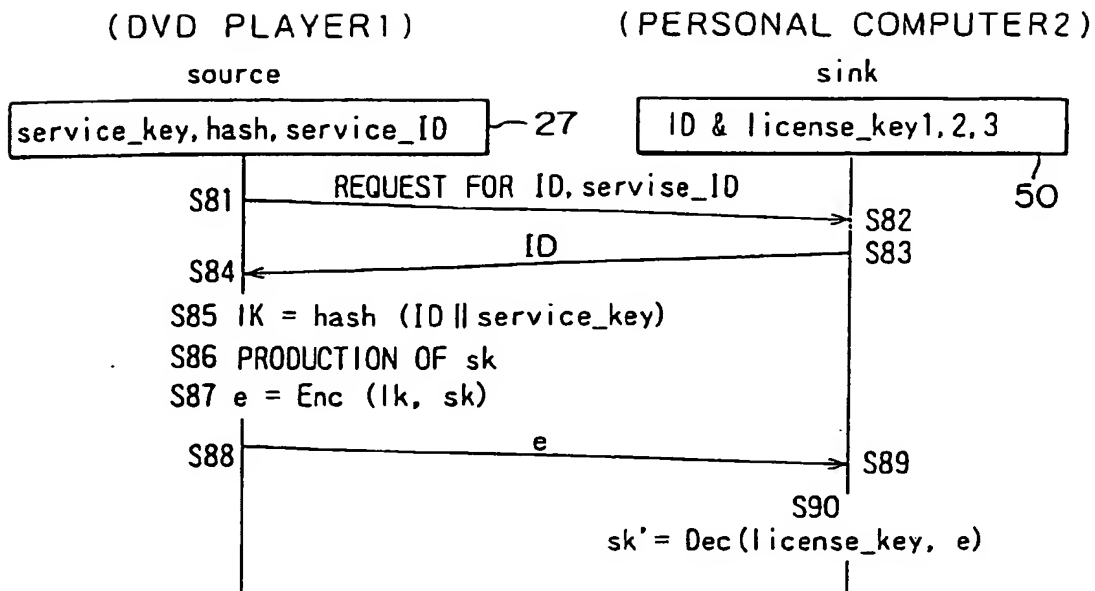 (DVD PLAYER1)
(PERSONAL COMPUTER2)
source
sink
service_key, hash, service_ID
27
ID & license_key1, 2, 3
50
S81
REQUEST FOR ID, servise_ID
S82
ID
S83
S84
S85 lK = hash (ID || service_key)
S86 PRODUCTION OF sk
S87 e = Enc (lk, sk)
S88
e
S89
S90
sk' = Dec (license_key, e)